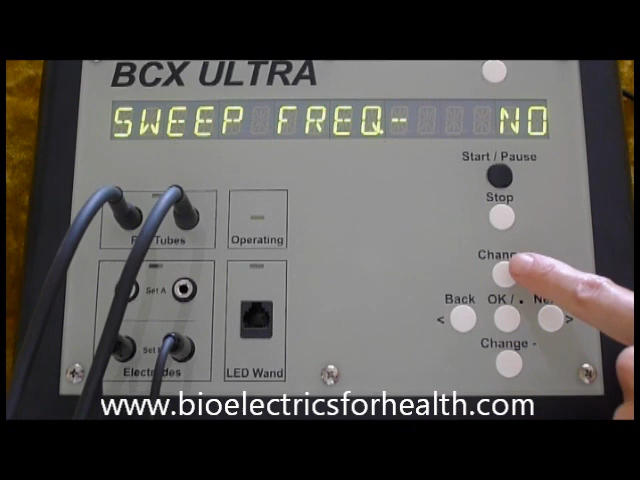 BCX ULTRA
SWEEP FREQ- NO
Start / Pause
Stop
Tubes
Operating
Set A
Back OK / .
< >
Change -
Set
LED Wand
www.bioelectricsforhealth.com